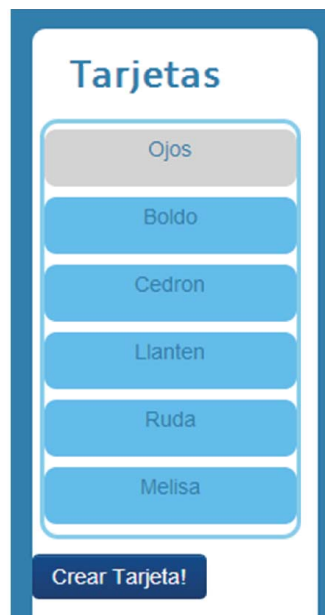 Tarjetas
Ojos
Boldo
Cedron
Llanten
Ruda
Melisa
Crear Tarjeta!